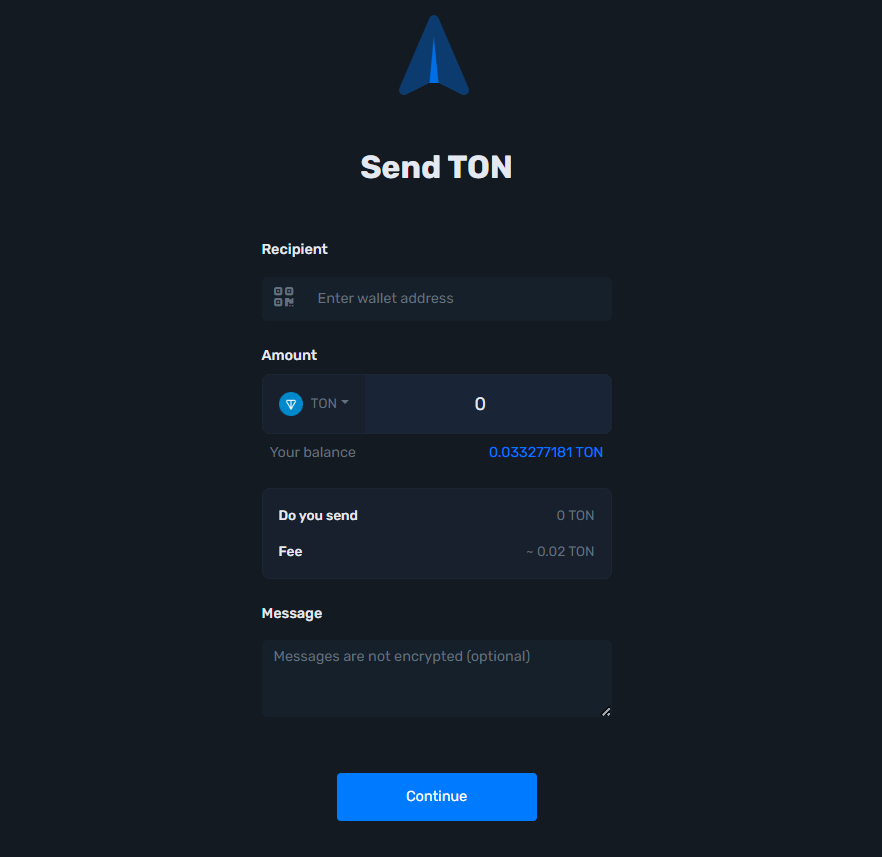 Send TON
Recipient
Enter wallet address
Amount
TON 0
Your balance 0.033277181 TON
Do you send 0 TON
Fee ~ 0.02 TON
Message
Messages are not encrypted (optional)
Continue